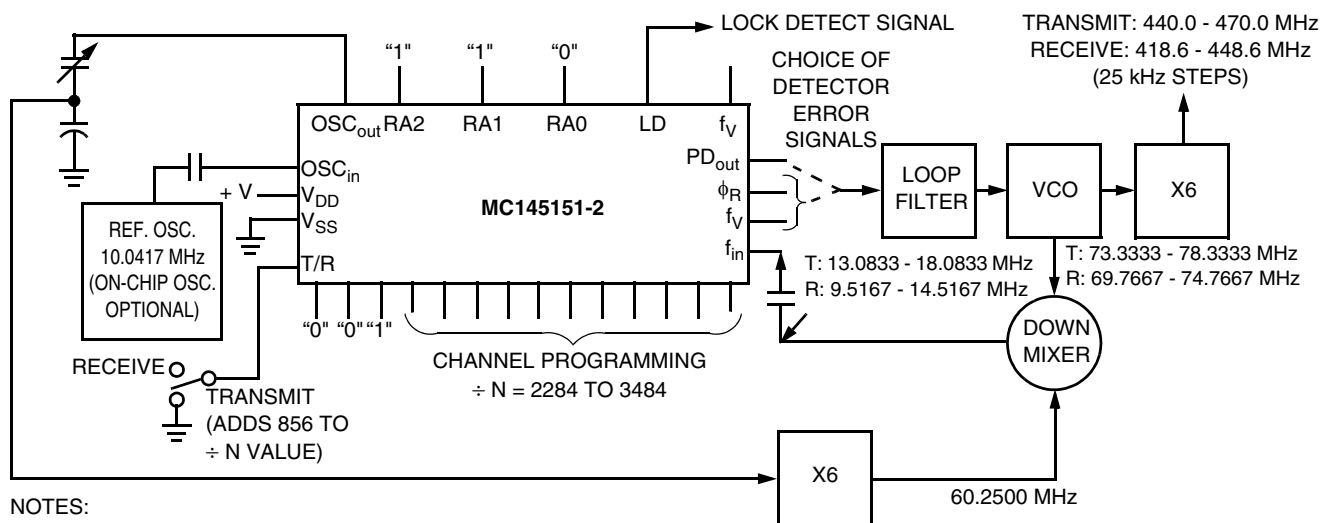 LOCK DETECT SIGNAL
TRANSMIT: 440.0 - 470.0 MHz
RECEIVE: 418.6 - 448.6 MHz
(25 kHz STEPS)
“1" “1" “0"
CHOICE OF
DETECTOR
ERROR
SIGNALS
OSCout RA2 RA1 RA0 LD fV
OSCin
+ V VDD
VSS
T/R
MC145151-2
PDout
ϕR
fV
fin
LOOP
FILTER
VCO
X6
REF. OSC.
10.0417 MHz
(ON-CHIP OSC.
OPTIONAL)
T: 13.0833 - 18.0833 MHz
R: 9.5167 - 14.5167 MHz
T: 73.3333 - 78.3333 MHz
R: 69.7667 - 74.7667 MHz
“0" “0" “1"
CHANNEL PROGRAMMING
÷ N = 2284 TO 3484
DOWN
MIXER
RECEIVE
TRANSMIT
(ADDS 856 TO
÷ N VALUE)
X6
60.2500 MHz
NOTES: